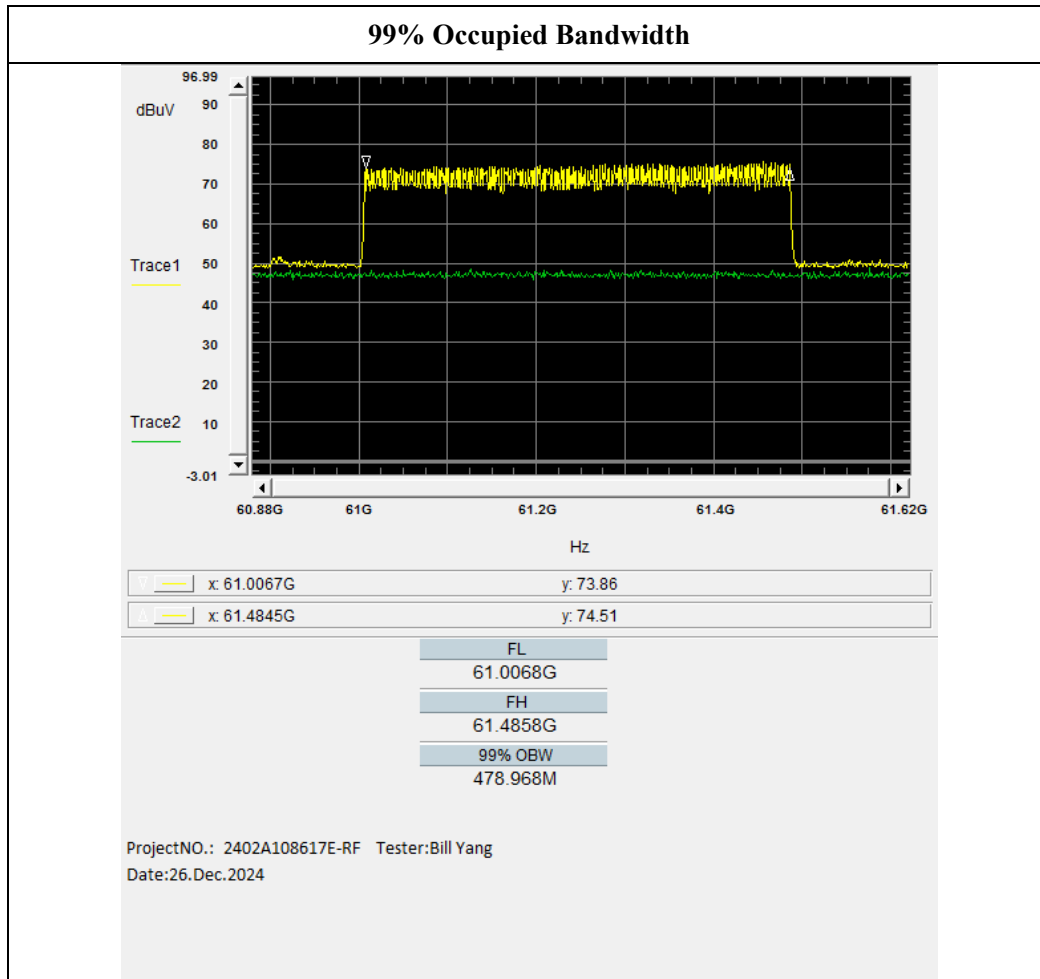 99% Occupied Bandwidth
96.99
dBuV 90
80
70
60
Trace1 50
40
30
20
Trace2 10
-3.01
60.88G 61G 61.2G 61.4G 61.62G
Hz
x: 61.0067G y: 73.86
x: 61.4845G y: 74.51
FL
61.0068G
FH
61.4858G
99% OBW
478.968M
ProjectNO.: 2402A108617E-RF Tester:Bill Yang
Date:26.Dec.2024